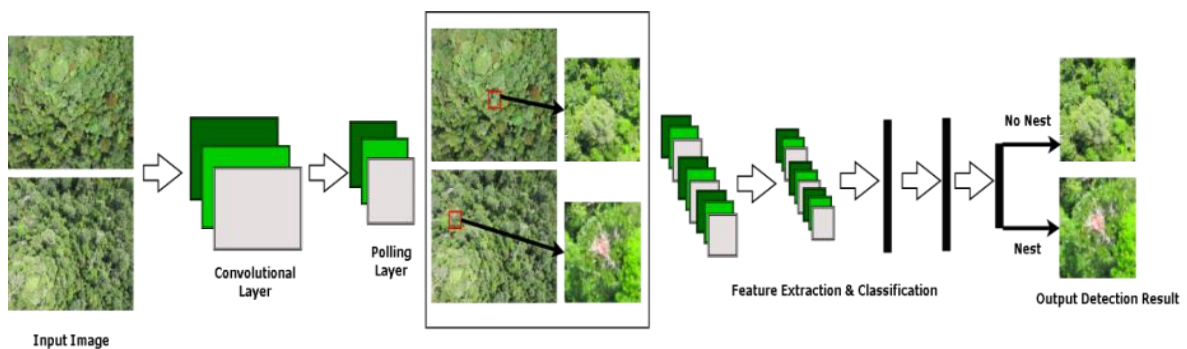 Input Image
Convolutional
Layer
Polling
Layer
Feature Extraction & Classification
No Nest
Nest
Output Detection Result